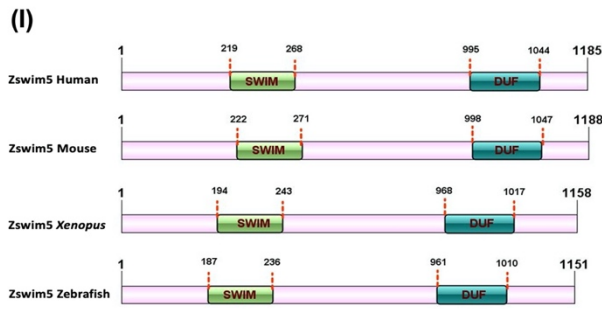 (I)
1 219 268 995 1044 1185
Zswim5 Human SWIM DUF
1 222 271 998 1047 1188
Zswim5 Mouse SWIM DUF
1 194 243 968 1017 1158
Zswim5 Xenopus SWIM DUF
1 187 236 961 1010 1151
Zswim5 Zebrafish SWIM DUF